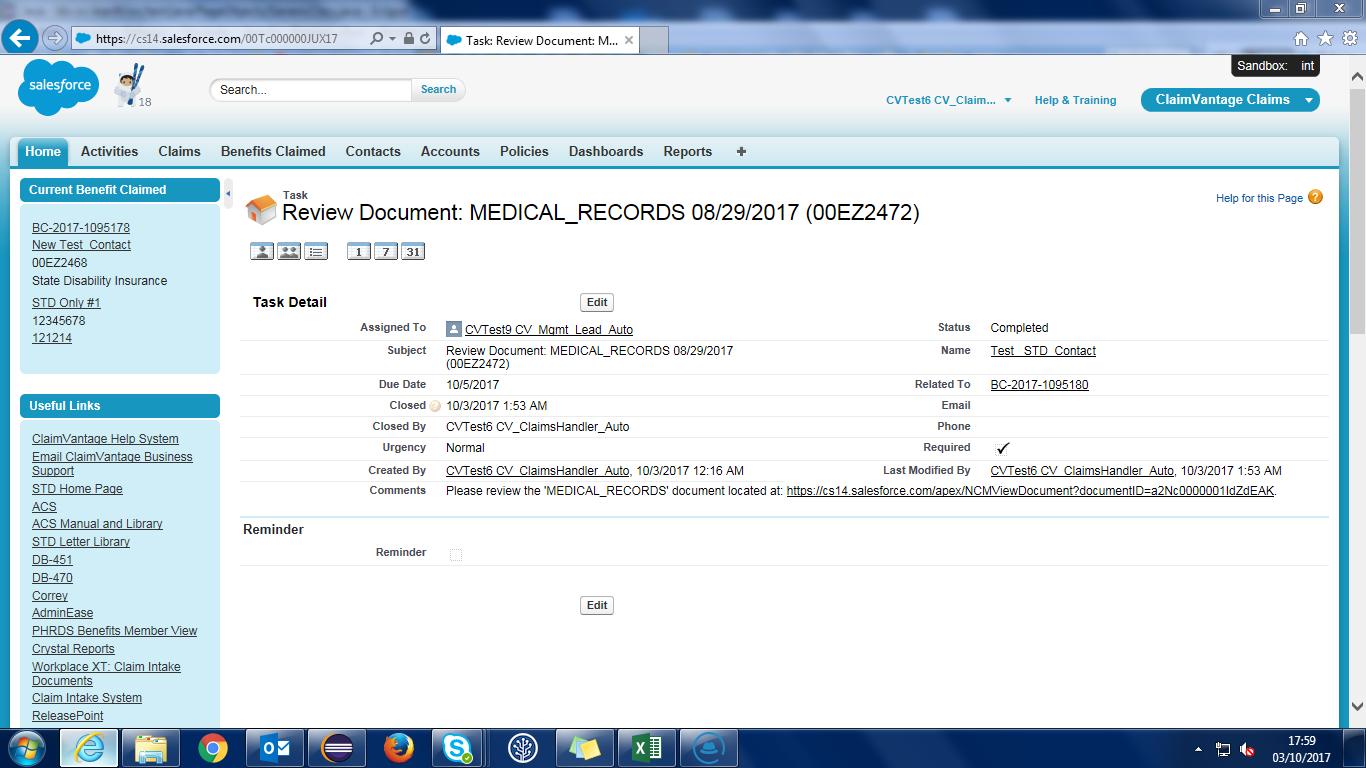 https://cs14.salesforce.com/00Tc000000JUX17
Task: Review Document: M...
salesforce
18
Search...
Search
Sandbox: int
CVTest6 CV_Claim...
Help & Training
ClaimVantage Claims
Home Activities Claims Benefits Claimed Contacts Accounts Policies Dashboards Reports +
Current Benefit Claimed
BC-2017-1095178
New Test_Contact
00EZ2468
State Disability Insurance
STD Only #1
12345678
121214
Useful Links
ClaimVantage Help System
Email ClaimVantage Business
Support
STD Home Page
ACS
ACS Manual and Library
STD Letter Library
DB-451
DB-470
Correy
AdminEase
PHRDS Benefits Member View
Crystal Reports
Workplace XT: Claim Intake
Documents
Claim Intake System
ReleasePoint
Task
Review Document: MEDICAL_RECORDS 08/29/2017 (00EZ2472)
Help for this Page
1 7 31
Task Detail
Edit
Assigned To CVTest9 CV_Mgmt_Lead_Auto Status Completed
Subject Review Document: MEDICAL_RECORDS 08/29/2017 Name Test _STD_Contact
(00EZ2472)
Due Date 10/5/2017 Related To BC-2017-1095180
Closed 10/3/2017 1:53 AM Email
Closed By CVTest6 CV_ClaimsHandler_Auto Phone
Urgency Normal Required
Created By CVTest6 CV_ClaimsHandler_Auto, 10/3/2017 12:16 AM Last Modified By CVTest6 CV_ClaimsHandler_Auto, 10/3/2017 1:53 AM
Comments Please review the 'MEDICAL_RECORDS' document located at: https://cs14.salesforce.com/apex/NCMViewDocument?documentID=a2Nc0000001IdZdEAK.
Reminder
Reminder
Edit
17:59
03/10/2017